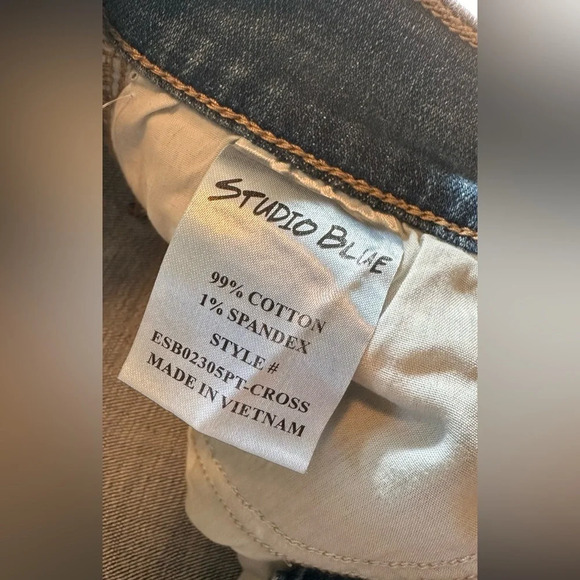 STUDIO BLUE
99% COTTON
1% SPANDEX
STYLE #
ESB02305PT-CROSS
MADE IN VIETNAM